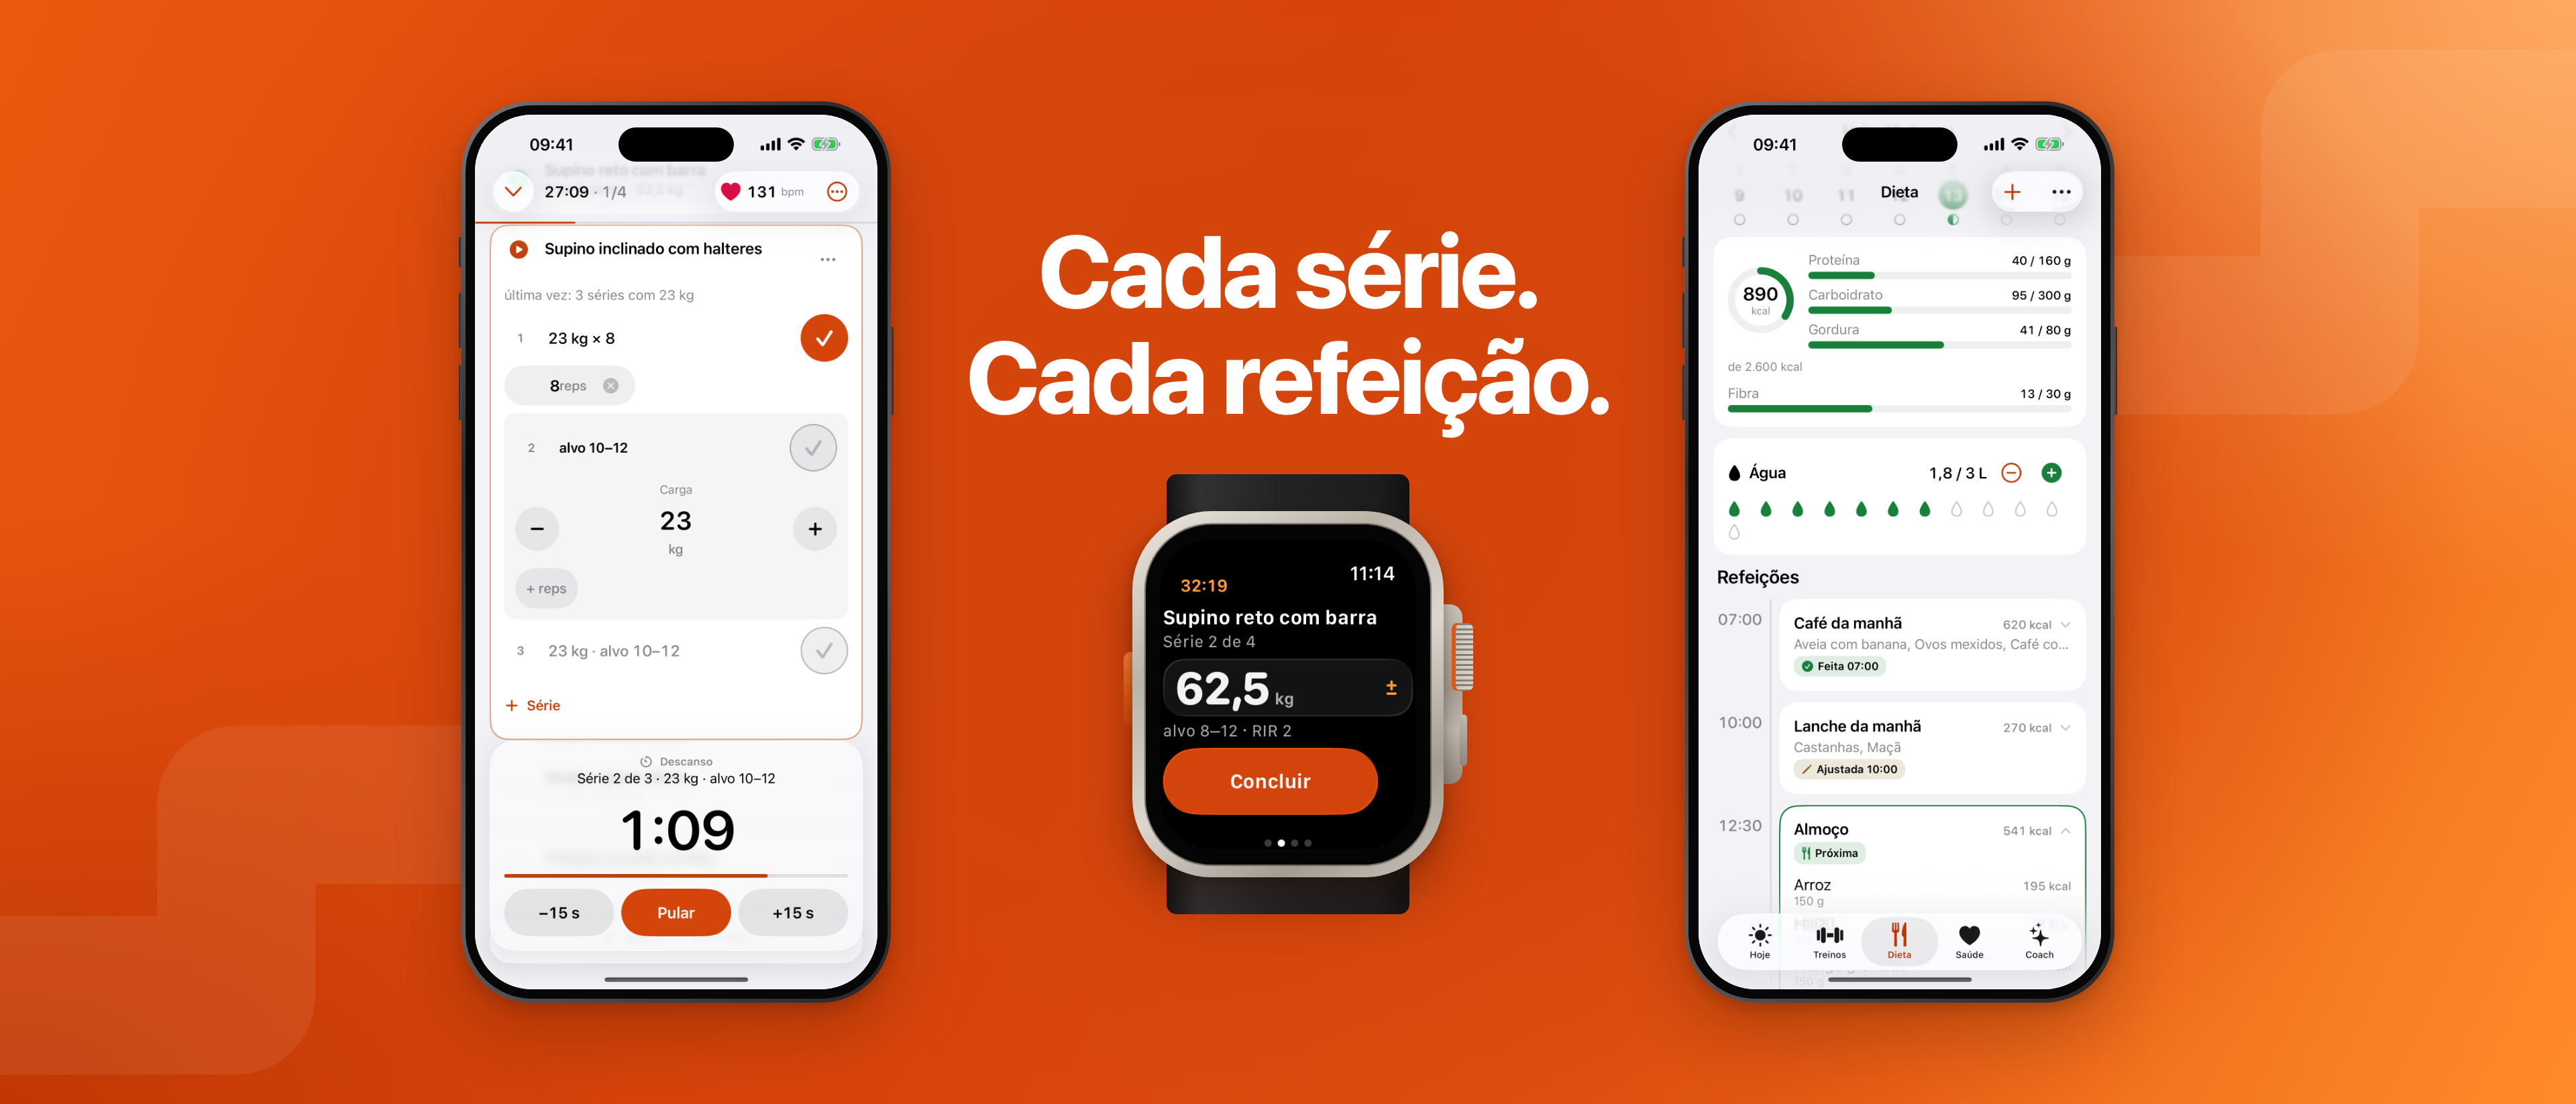 09:41
27:09 · 1/4
131 bpm
Supino inclinado com halteres
última vez: 3 séries com 23 kg
1 23 kg × 8
8 reps
2 alvo 10–12
Carga
− 23 +
kg
+ reps
3 23 kg · alvo 10–12
+ Série
Descanso
Série 2 de 3 · 23 kg · alvo 10–12
1:09
−15 s Pular +15 s
Cada série.
Cada refeição.
32:19 11:14
Supino reto com barra
Série 2 de 4
62,5 kg ±
alvo 8–12 · RIR 2
Concluir
09:41
Dieta
9 10 11 12 13
890
kcal
de 2.600 kcal
Proteína 40 / 160 g
Carboidrato 95 / 300 g
Gordura 41 / 80 g
Fibra 13 / 30 g
Água 1,8 / 3 L
Refeições
07:00 Café da manhã 620 kcal
Aveia com banana, Ovos mexidos, Café co...
Feita 07:00
10:00 Lanche da manhã 270 kcal
Castanhas, Maçã
Ajustada 10:00
12:30 Almoço 541 kcal
Próxima
Arroz 195 kcal
150 g
Hoje Treinos Dieta Saúde Coach